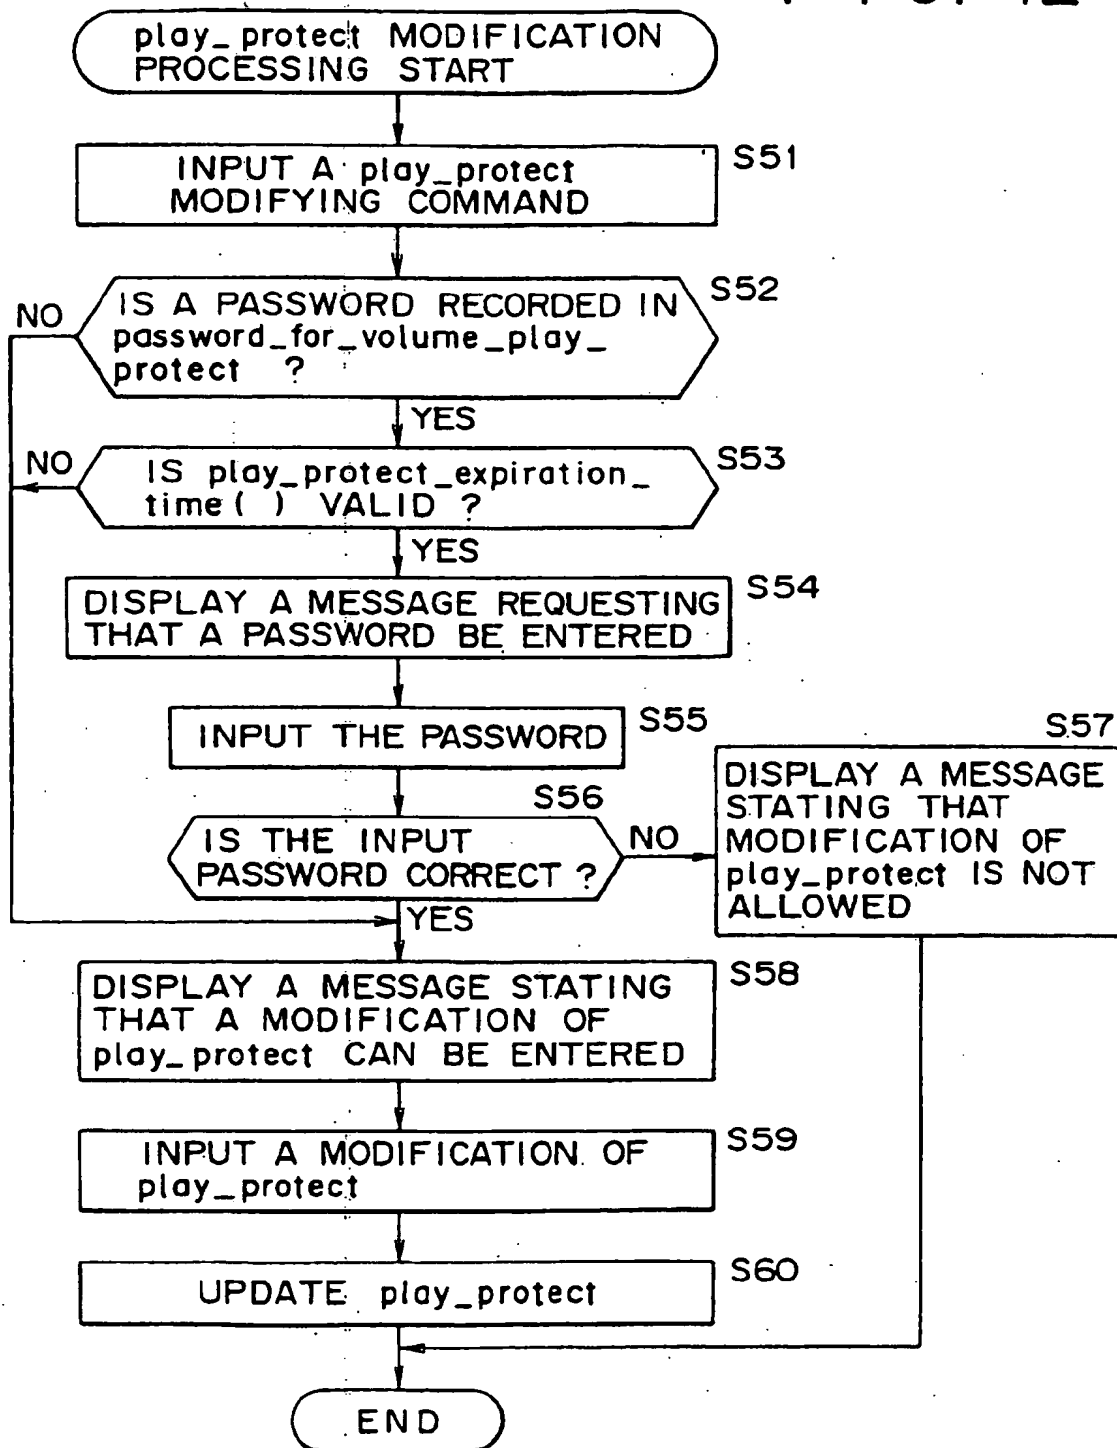 play_protect MODIFICATION
PROCESSING START
S51
INPUT A play_protect
MODIFYING COMMAND
S52
NO
IS A PASSWORD RECORDED IN
password_for_volume_play_
protect ?
YES
S53
NO
IS play_protect_expiration_
time( ) VALID ?
YES
S54
DISPLAY A MESSAGE REQUESTING
THAT A PASSWORD BE ENTERED
S55
INPUT THE PASSWORD
S56
IS THE INPUT
PASSWORD CORRECT ?
NO
S57
DISPLAY A MESSAGE
STATING THAT
MODIFICATION OF
play_protect IS NOT
ALLOWED
YES
S58
DISPLAY A MESSAGE STATING
THAT A MODIFICATION OF
play_protect CAN BE ENTERED
S59
INPUT A MODIFICATION OF
play_protect
S60
UPDATE play_protect
END